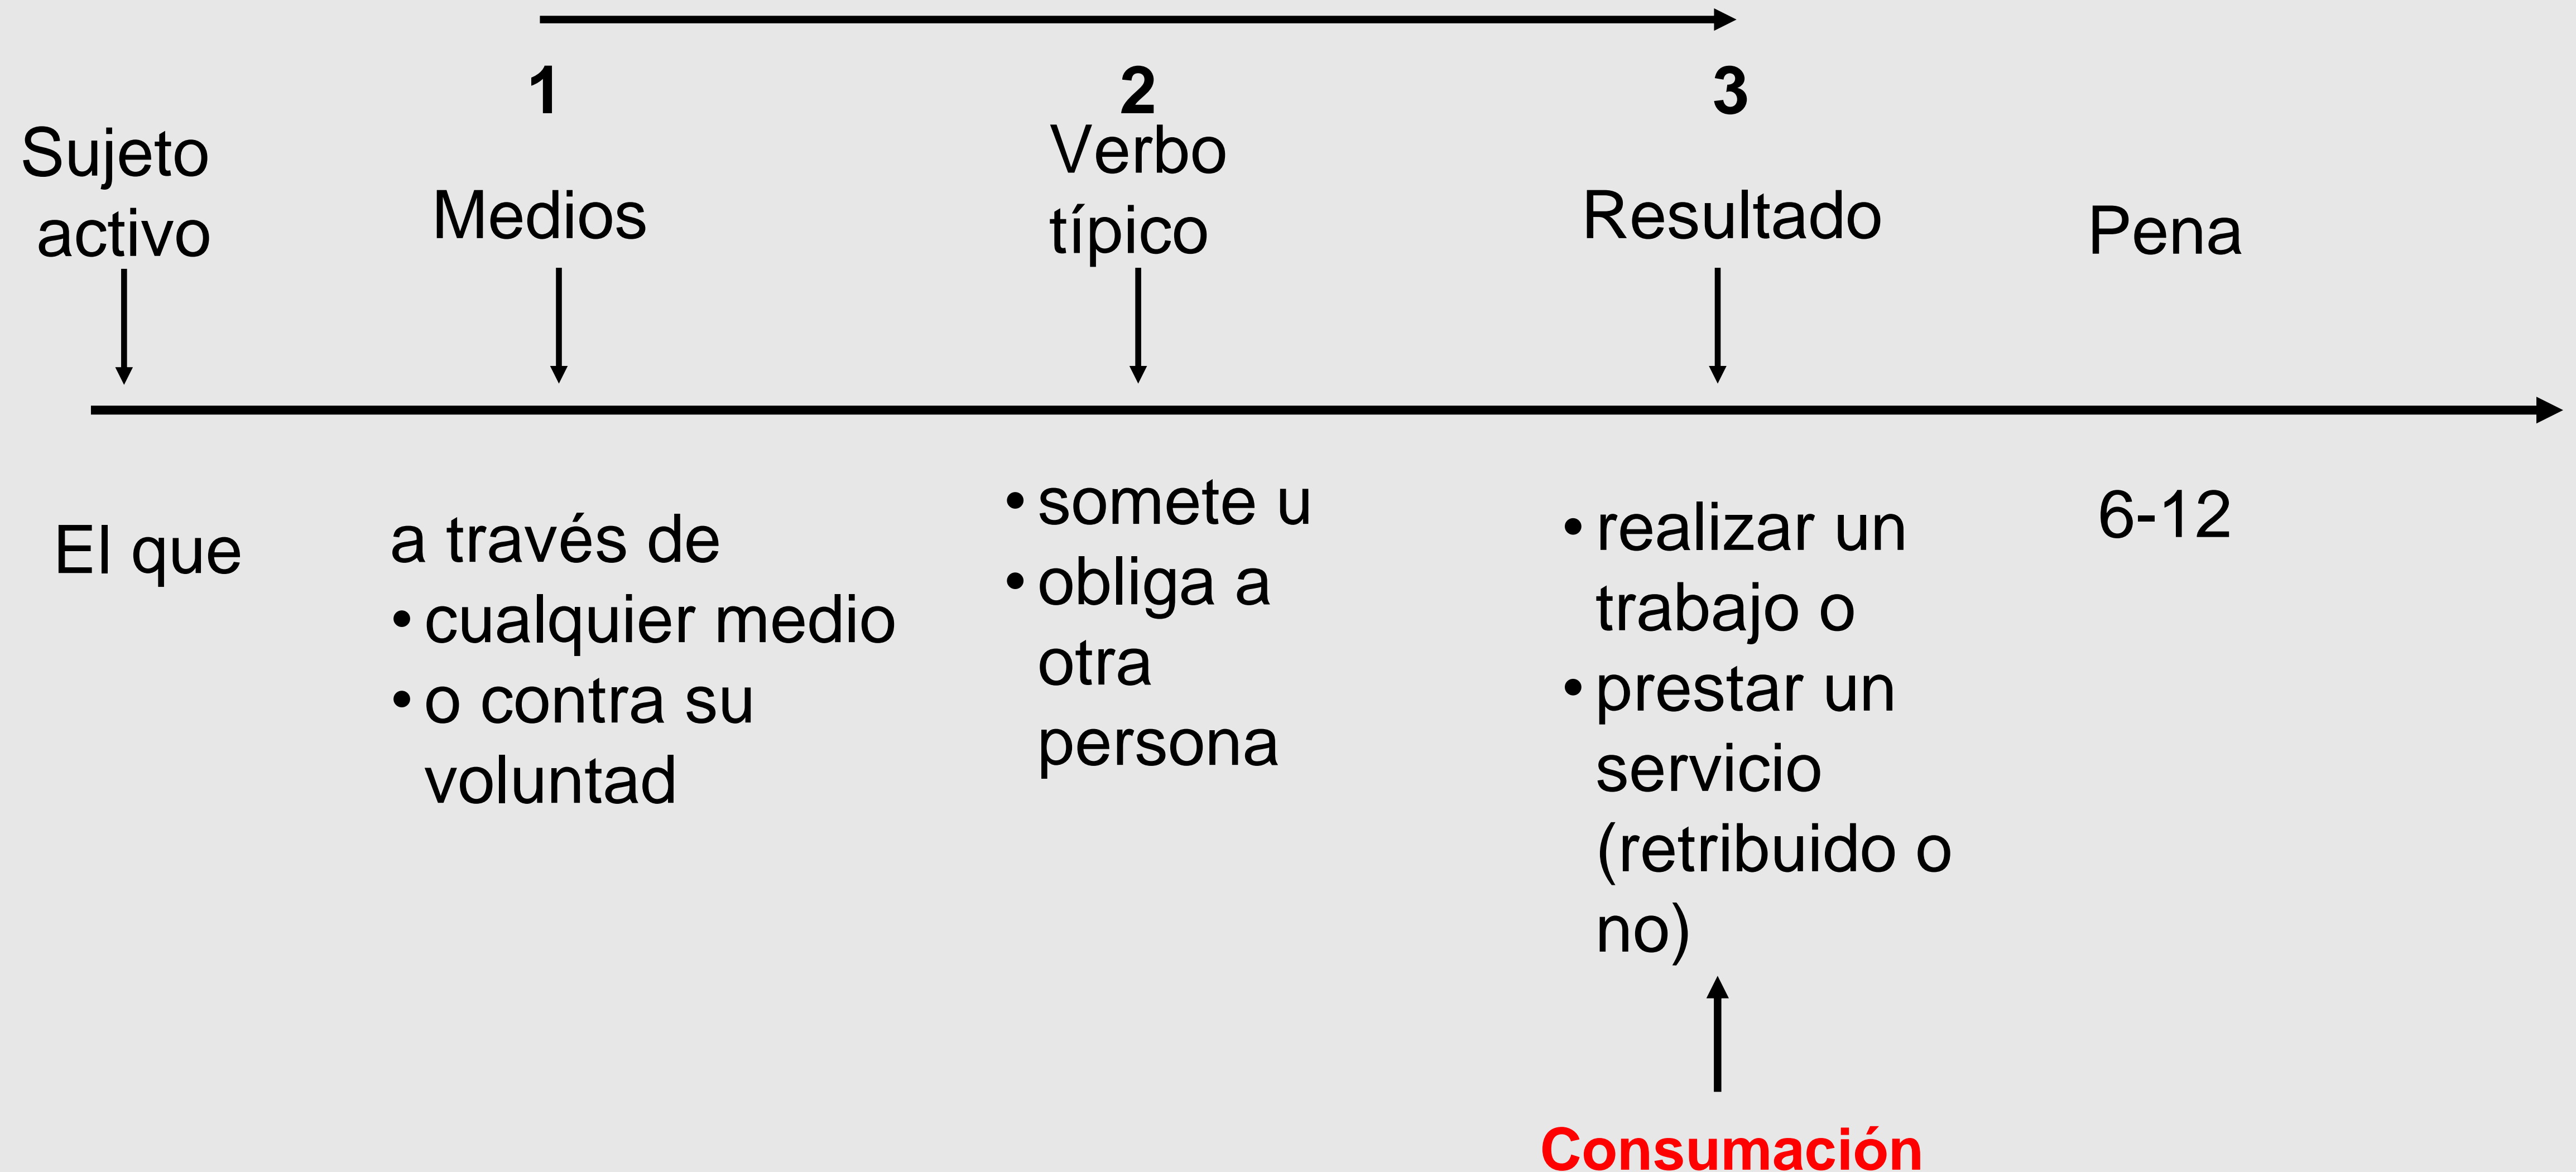 1
2
3
Sujeto
activo
Medios
Verbo
típico
Resultado
Pena
El que
a través de
• cualquier medio
• o contra su
voluntad
• somete u
• obliga a
otra
persona
• realizar un
trabajo o
• prestar un
servicio
(retribuido o
no)
6-12
Consumación